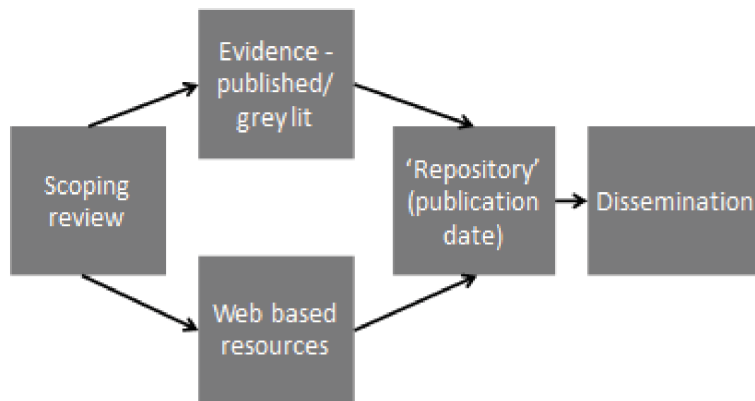 Scoping
review
Evidence -
published/
grey lit
Web based
resources
‘Repository’
(publication
date)
Dissemination